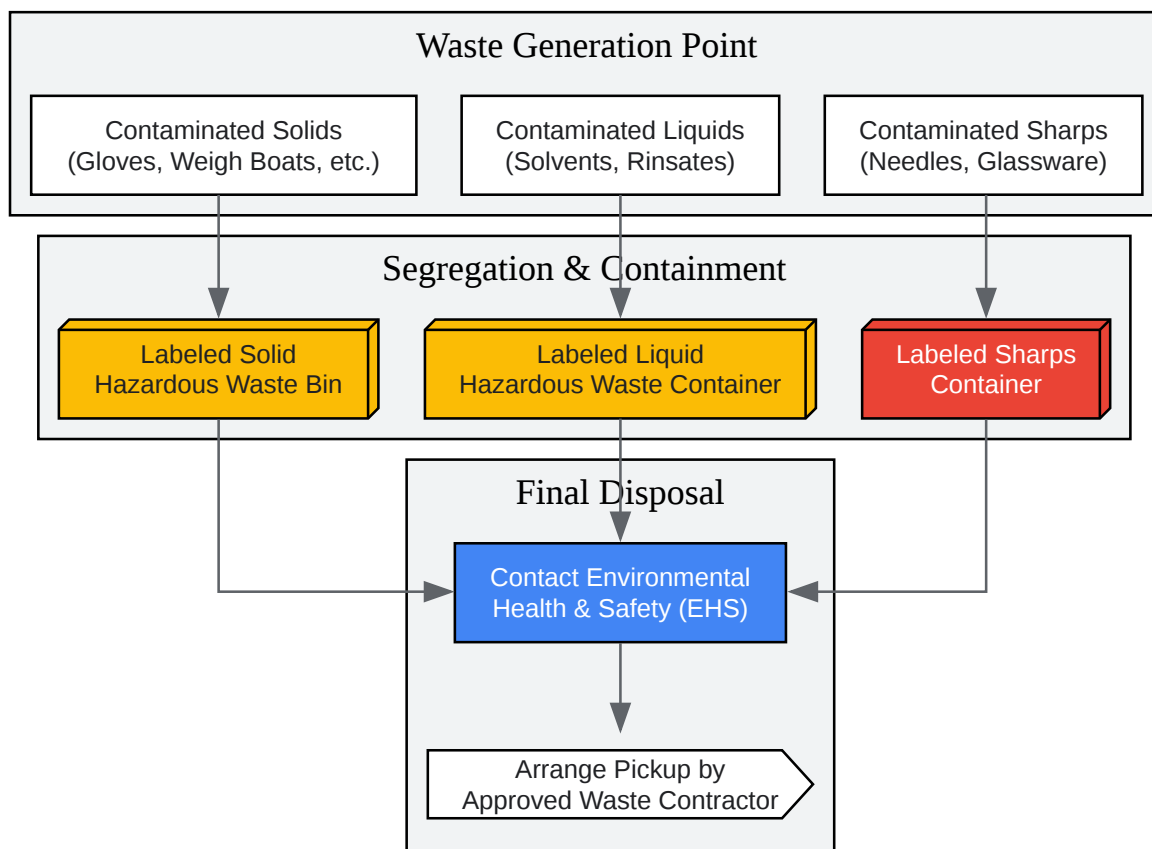 Waste Generation Point
Contaminated Solids
(Gloves, Weigh Boats, etc.)
Contaminated Liquids
(Solvents, Rinsates)
Contaminated Sharps
(Needles, Glassware)
Segregation & Containment
Labeled Solid
Hazardous Waste Bin
Labeled Liquid
Hazardous Waste Container
Labeled Sharps
Container
Final Disposal
Contact Environmental
Health & Safety (EHS)
Arrange Pickup by
Approved Waste Contractor